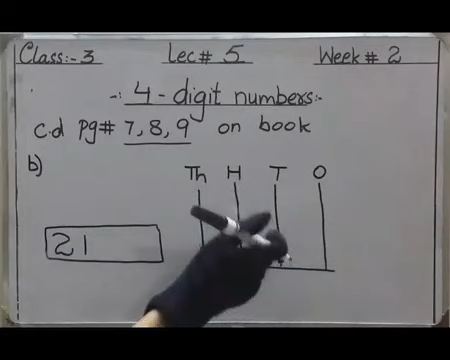 Class:- 3 Lec# 5 Week # 2
-: 4 - digit numbers:-
c.d pg# 7, 8, 9 on book
b)
Th H T O
21